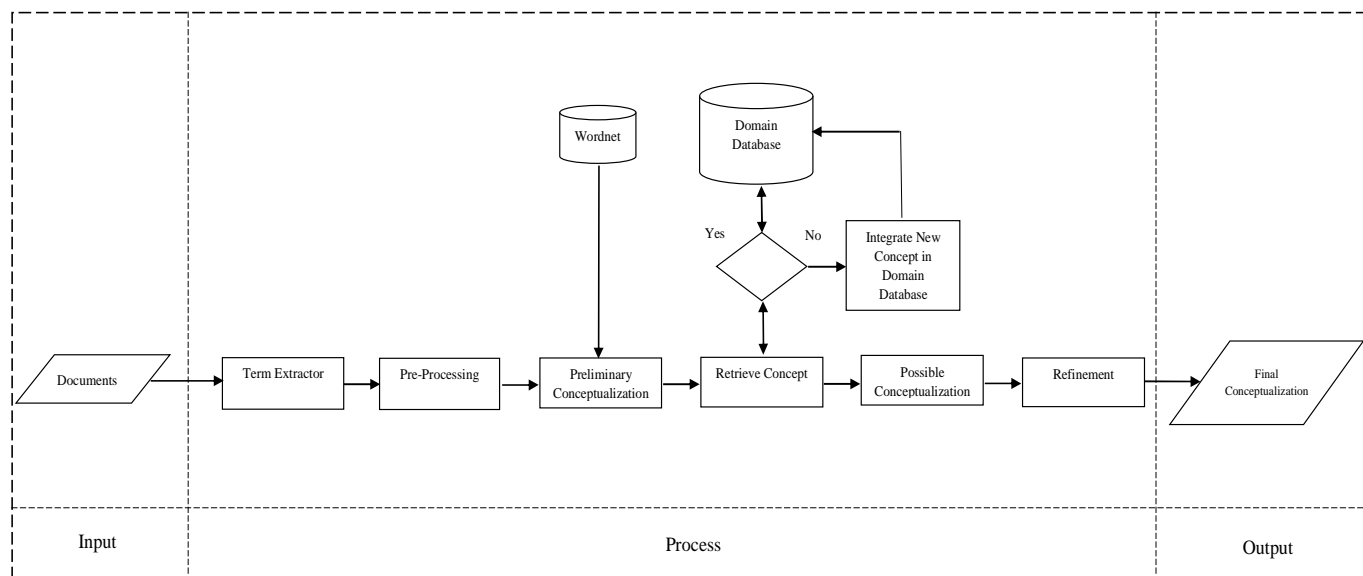 Wordnet
Domain
Database
Yes
No
Integrate New
Concept in
Domain
Database
Documents
Term Extractor
Pre-Processing
Preliminary
Conceptualization
Retrieve Concept
Possible
Conceptualization
Refinement
Final
Conceptualization
Input
Process
Output